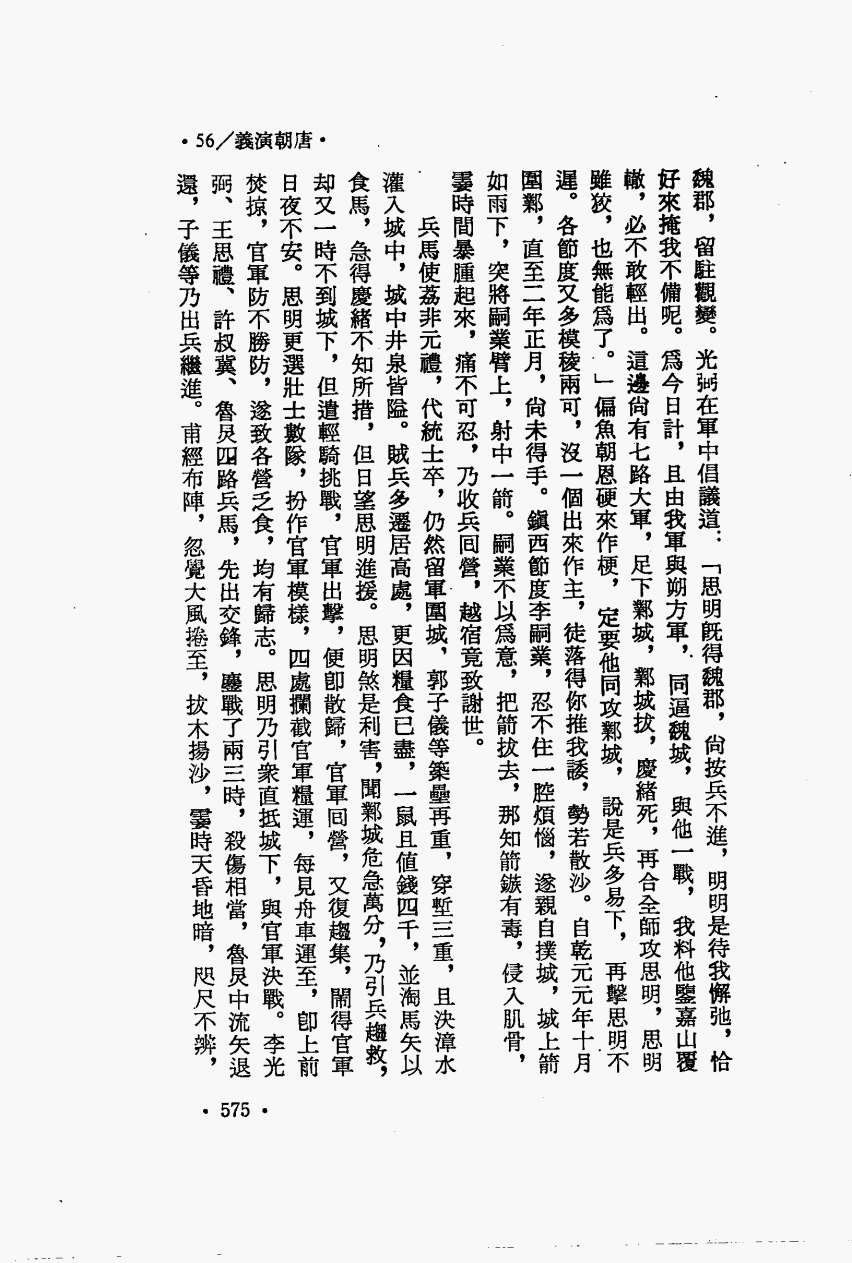 •56／義演朝唐•
魏郡，留駐觀變。光弼在軍中倡議道：「思明旣得魏郡，尙按兵不進，明明是待我懈弛，恰
好來掩我不備呢。爲今日計，且由我軍與朔方軍，同逼魏城，與他一戰，我料他鑒嘉山覆
轍，必不敢輕出。這邊尙有七路大軍，足下鄴城，鄴城拔，慶緒死，再合全師攻思明，思明
雖狡，也無能爲了。」偏魚朝恩硬來作梗，定要他同攻鄴城，說是兵多易下，再擊思明不
遲。各節度又多模稜兩可，沒一個出來作主，徒落得你推我諉，勢若散沙。自乾元元年十月
圍鄴，直至二年正月，尙未得手。鎭西節度李嗣業，忍不住一腔煩惱，遂親自撲城，城上箭
如雨下，突將嗣業臂上，射中一箭。嗣業不以爲意，把箭拔去，那知箭鏃有毒，侵入肌骨，
霎時間暴腫起來，痛不可忍，乃收兵囘營，越宿竟致謝世。
兵馬使荔非元禮，代統士卒，仍然留軍圍城，郭子儀等築壘再重，穿塹三重，且決漳水
灌入城中，城中井泉皆隘。賊兵多遷居高處，更因糧食已盡，一鼠且値錢四千，並淘馬矢以
食馬，急得慶緒不知所措，但日望思明進援。思明煞是利害，聞鄴城危急萬分，乃引兵趨救，
却又一時不到城下，但遣輕騎挑戰，官軍出擊，便卽散歸，官軍囘營，又復趨集，鬧得官軍
日夜不安。思明更選壯士數隊，扮作官軍模樣，四處攔截官軍糧運，每見舟車運至，卽上前
焚掠，官軍防不勝防，遂致各營乏食，均有歸志。思明乃引衆直抵城下，與官軍決戰。李光
弼、王思禮、許叔冀、魯炅四路兵馬，先出交鋒，鏖戰了兩三時，殺傷相當，魯炅中流矢退
還，子儀等乃出兵繼進。甫經布陣，忽覺大風捲至，拔木揚沙，霎時天昏地暗，咫尺不辨，
•575•